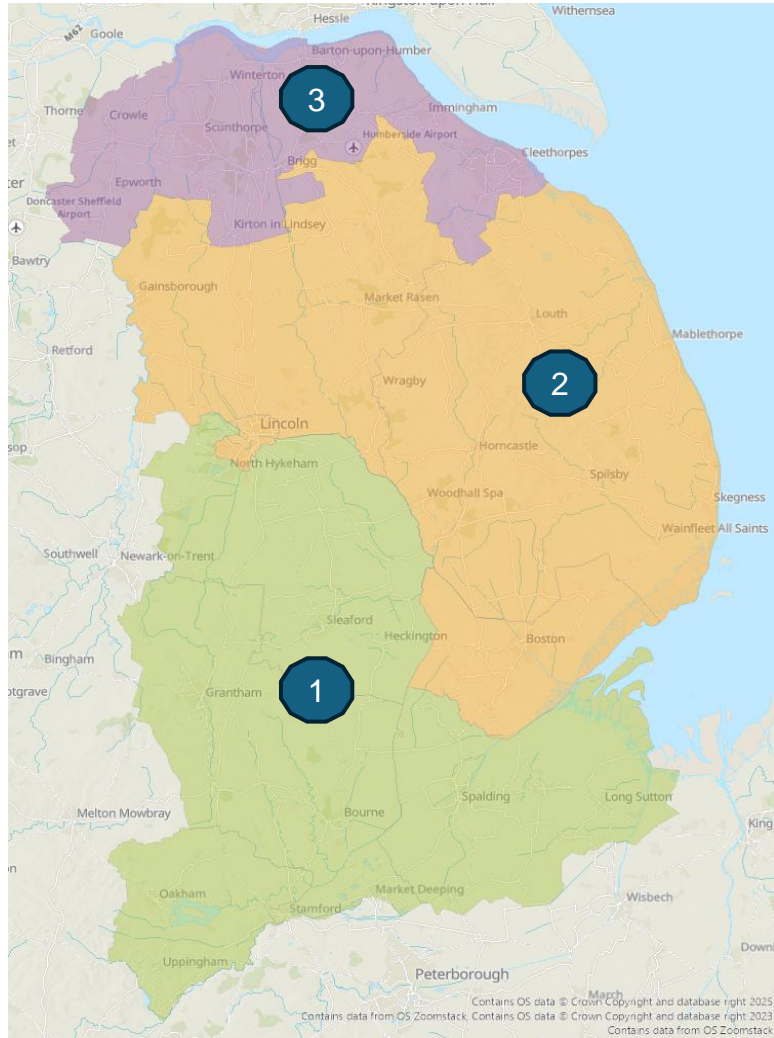 Withernsea
Hessle
M62
Goole
Barton-upon-Humber
Winterton
3
Thorne
Crowle
Immingham
Scunthorpe
Humberside Airport
Brigg
Cleethorpes
Epworth
Doncaster Sheffield
Airport
Kirton in Lindsey
Bawtry
Gainsborough
Market Rasen
Louth
Mablethorpe
Retford
Wragby
2
Lincoln
Horncastle
North Hykeham
Spilsby
Woodhall Spa
Skegness
Wainfleet All Saints
Southwell
Newark-on-Trent
Sleaford
Heckington
Boston
Bingham
Grantham
1
Spalding
Long Sutton
Melton Mowbray
Bourne
King
Oakham
Market Deeping
Stamford
Wisbech
Uppingham
Peterborough
March
Contains OS data © Crown Copyright and database right 2025
Contains data from OS Zoomstack, Contains OS data © Crown Copyright and database right 2023
Contains data from OS Zoomstack